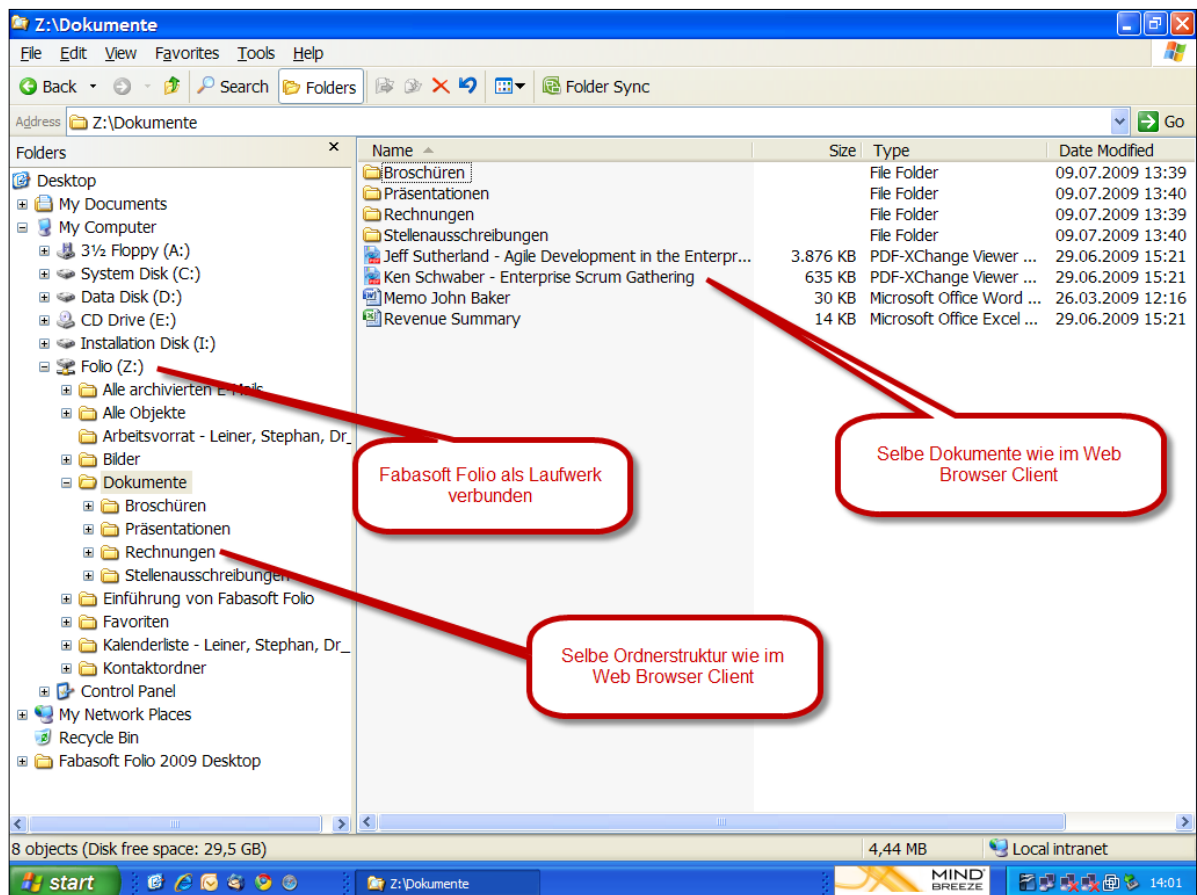 Z:\Dokumente
File Edit View Favorites Tools Help
Back Search Folders Folder Sync
Address Z:\Dokumente Go
Folders x
Desktop
My Documents
My Computer
3½ Floppy (A:)
System Disk (C:)
Data Disk (D:)
CD Drive (E:)
Installation Disk (I:)
Folio (Z:)
Alle archivierten E-Mails
Alle Objekte
Arbeitsvorrat - Leiner, Stephan, Dr_
Bilder
Dokumente
Broschüren
Präsentationen
Rechnungen
Stellenausschreibungen
Einführung von Fabasoft Folio
Favoriten
Kalenderliste - Leiner, Stephan, Dr_
Kontaktordner
Control Panel
My Network Places
Recycle Bin
Fabasoft Folio 2009 Desktop
Name Size Type Date Modified
Broschüren File Folder 09.07.2009 13:39
Präsentationen File Folder 09.07.2009 13:40
Rechnungen File Folder 09.07.2009 13:39
Stellenausschreibungen File Folder 09.07.2009 13:40
Jeff Sutherland - Agile Development in the Enterpr... 3.876 KB PDF-XChange Viewer ... 29.06.2009 15:21
Ken Schwaber - Enterprise Scrum Gathering 635 KB PDF-XChange Viewer ... 29.06.2009 15:21
Memo John Baker 30 KB Microsoft Office Word ... 26.03.2009 12:16
Revenue Summary 14 KB Microsoft Office Excel ... 29.06.2009 15:21
Fabasoft Folio als Laufwerk
verbunden
Selbe Dokumente wie im Web
Browser Client
Selbe Ordnerstruktur wie im
Web Browser Client
8 objects (Disk free space: 29,5 GB) 4,44 MB Local intranet
start Z:\Dokumente MIND
BREEZE 14:01